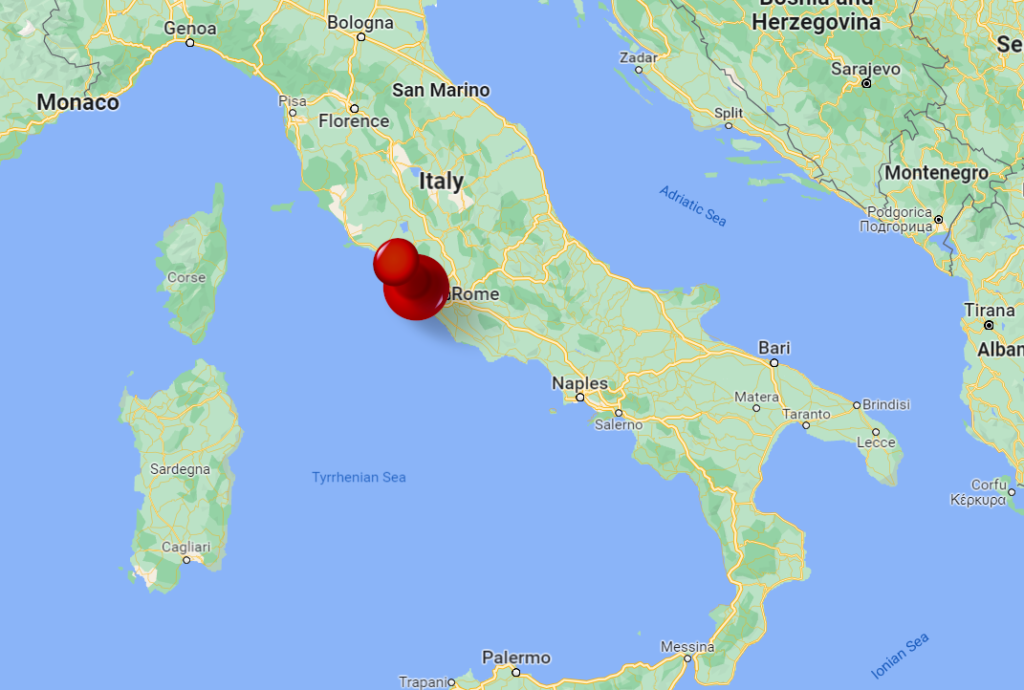 Bosnia and
Herzegovina
Genoa
Bologna
Se
Zadar
Sarajevo
Monaco
San Marino
Pisa
Florence
Split
Italy
Montenegro
Adriatic Sea
Podgorica
Подгорица
Corse
Rome
Tirana
Alban
Bari
Naples
Matera
Brindisi
Taranto
Salerno
Lecce
Sardegna
Tyrrhenian Sea
Corfu
Κέρκυρα
Cagliari
Messina
Ionian Sea
Palermo
Trapani